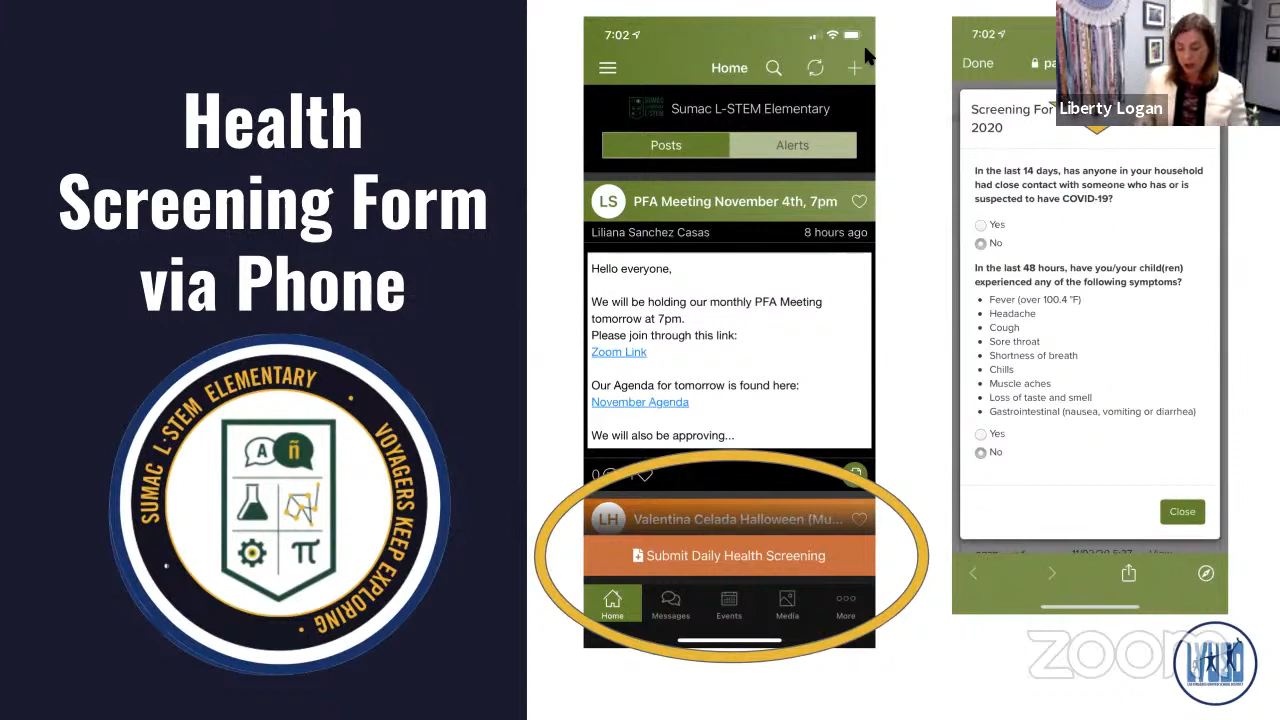 Health
Screening Form
via Phone
SUMAC L·STEM ELEMENTARY
VOYAGERS KEEP EXPLORING
A ñ
π
7:02
Home
Sumac L-STEM Elementary
Posts Alerts
LS PFA Meeting November 4th, 7pm
Liliana Sanchez Casas 8 hours ago
Hello everyone,
We will be holding our monthly PFA Meeting
tomorrow at 7pm.
Please join through this link:
Zoom Link
Our Agenda for tomorrow is found here:
November Agenda
We will also be approving...
0
LH Valentina Celada Halloween (Mu...
Submit Daily Health Screening
Home Messages Events Media More
7:02
Done pa
Liberty Logan
Screening For
2020
In the last 14 days, has anyone in your household
had close contact with someone who has or is
suspected to have COVID-19?
Yes
No
In the last 48 hours, have you/your child(ren)
experienced any of the following symptoms?
• Fever (over 100.4 °F)
• Headache
• Cough
• Sore throat
• Shortness of breath
• Chills
• Muscle aches
• Loss of taste and smell
• Gastrointestinal (nausea, vomiting or diarrhea)
Yes
No
Close
zoom
LVUSD